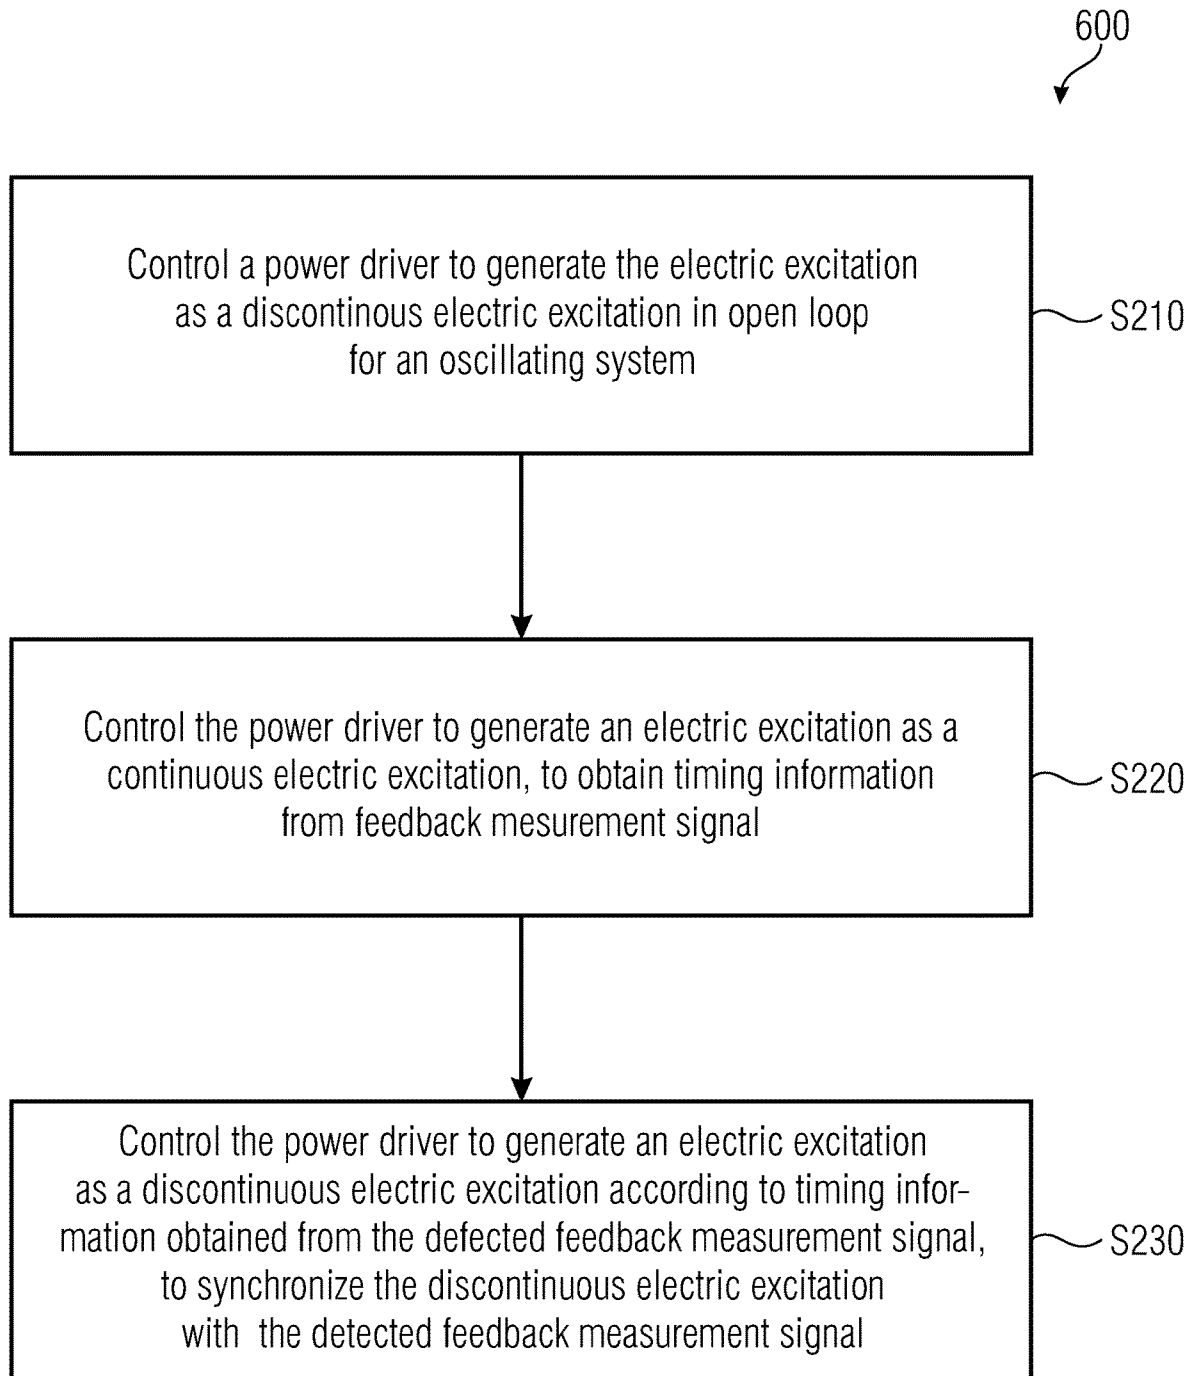 600
Control a power driver to generate the electric excitation
as a discontinous electric excitation in open loop
for an oscillating system
S210
Control the power driver to generate an electric excitation as a
continuous electric excitation, to obtain timing information
from feedback mesurement signal
S220
Control the power driver to generate an electric excitation
as a discontinuous electric excitation according to timing infor-
mation obtained from the defected feedback measurement signal,
to synchronize the discontinuous electric excitation
with the detected feedback measurement signal
S230